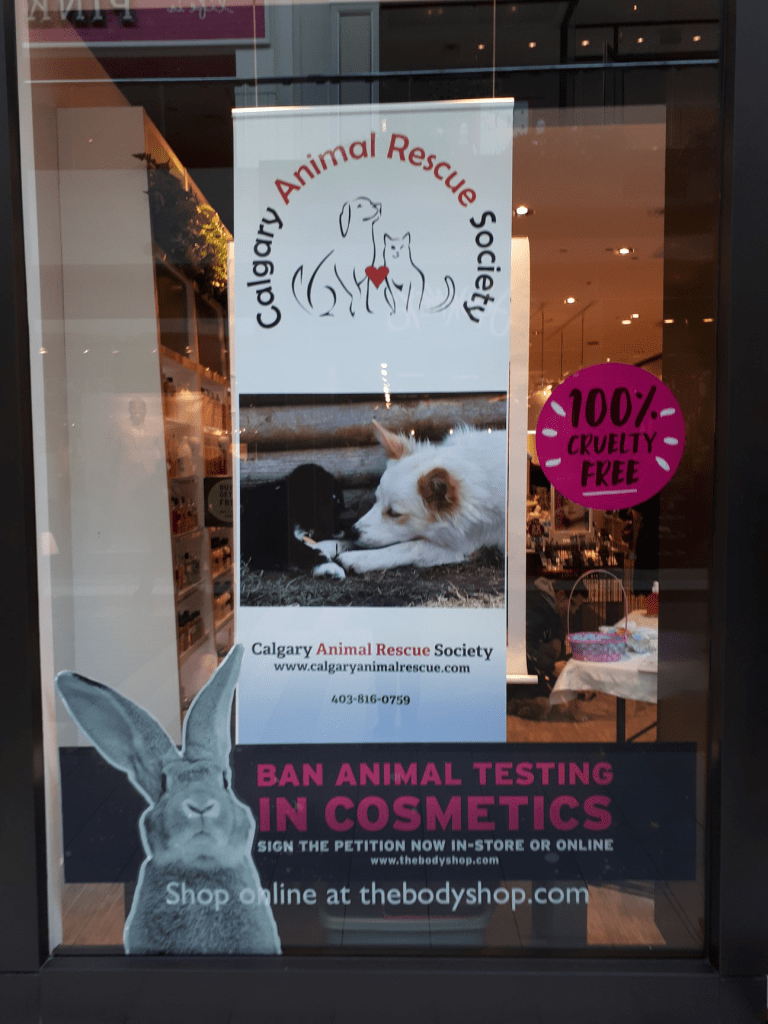 PINK
Calgary Animal Rescue Society
100%
CRUELTY
FREE
Calgary Animal Rescue Society
www.calgaryanimalrescue.com
403-816-0759
BAN ANIMAL TESTING
IN COSMETICS
SIGN THE PETITION NOW IN-STORE OR ONLINE
www.thebodyshop.com
Shop online at thebodyshop.com